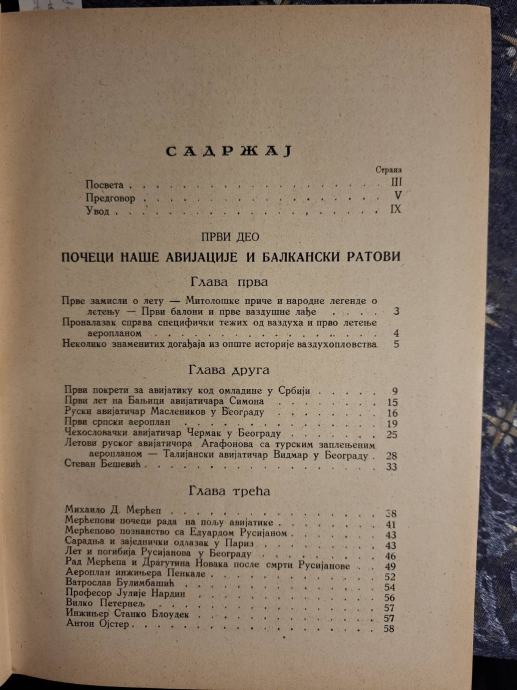 САДРЖАЈ
Страна
Посвета . . . . . . . . . . . . . . . . . . . . III
Предговор . . . . . . . . . . . . . . . . . . . V
Увод . . . . . . . . . . . . . . . . . . . . . IX
ПРВИ ДЕО
ПОЧЕЦИ НАШЕ АВИЈАЦИЈЕ И БАЛКАНСКИ РАТОВИ
Глава прва
Прве замисли о лету — Митолошке приче и народне легенде о
летењу — Први балони и прве ваздушне лађе . . . . . 3
Проналазак справа специфички тежих од ваздуха и прво летење
аеропланом . . . . . . . . . . . . . . . . . . 4
Неколико знаменитих догађаја из опште историје ваздухопловства 5
Глава друга
Први покрети за авијатику код омладине у Србији . . . . . 9
Први лет на Бањици авијатичара Симона . . . . . . . . 15
Руски авијатичар Маслеников у Београду . . . . . . . . 16
Први српски аероплан . . . . . . . . . . . . . . 19
Чехословачки авијатичар Чермак у Београду . . . . . . . 25
Летови руског авијатичора Агафонова са турским заплењеним
аеропланом — Талијански авијатичар Видмар у Београду . 28
Стеван Бешевић . . . . . . . . . . . . . . . . . 33
Глава трећа
Михаило Д. Мерћеп . . . . . . . . . . . . . . . 38
Мерћепови почеци рада на пољу авијатике . . . . . . . 41
Мерћепово познанство са Едуардом Русијаном . . . . . . 43
Сарадња и заједнички одлазак у Париз . . . . . . . . 43
Лет и погибија Русијанова у Београду . . . . . . . . . 46
Рад Мерћепа и Драгутина Новака после смрти Русијанове . . 49
Аероплан инжињера Пенкале . . . . . . . . . . . . 52
Ватрослав Булимбашић . . . . . . . . . . . . . . 54
Професор Јулије Нардин . . . . . . . . . . . . . 56
Вилко Петернељ . . . . . . . . . . . . . . . . 57
Инжињер Станко Блоудек . . . . . . . . . . . . . 57
Антон Ојстер . . . . . . . . . . . . . . . . . . 58